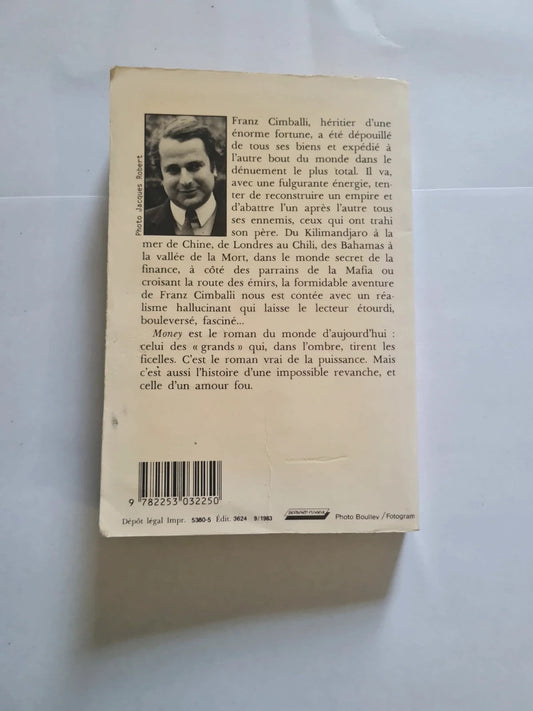 Photo Jacques Robert
Franz Cimballi, héritier d'une
énorme fortune, a été dépouillé
de tous ses biens et expédié à
l'autre bout du monde dans le
dénuement le plus total. Il va,
avec une fulgurante énergie, ten-
ter de reconstruire un empire et
d'abattre l'un après l'autre tous
ses ennemis, ceux qui ont trahi
son père. Du Kilimandjaro à la
mer de Chine, de Londres au Chili, des Bahamas à
la vallée de la Mort, dans le monde secret de la
finance, à côté des parrains de la Mafia ou
croisant la route des émirs, la formidable aventure
de Franz Cimballi nous est contée avec un réa-
lisme hallucinant qui laisse le lecteur étourdi,
bouleversé, fasciné...
Money est le roman du monde d'aujourd'hui :
celui des « grands » qui, dans l'ombre, tirent les
ficelles. C'est le roman vrai de la puissance. Mais
c'est aussi l'histoire d'une impossible revanche, et
celle d'un amour fou.
9 782253 032250
Dépôt légal Impr. 5380-5 Édit. 3624 9/1983
Photo Boulley / Fotogram